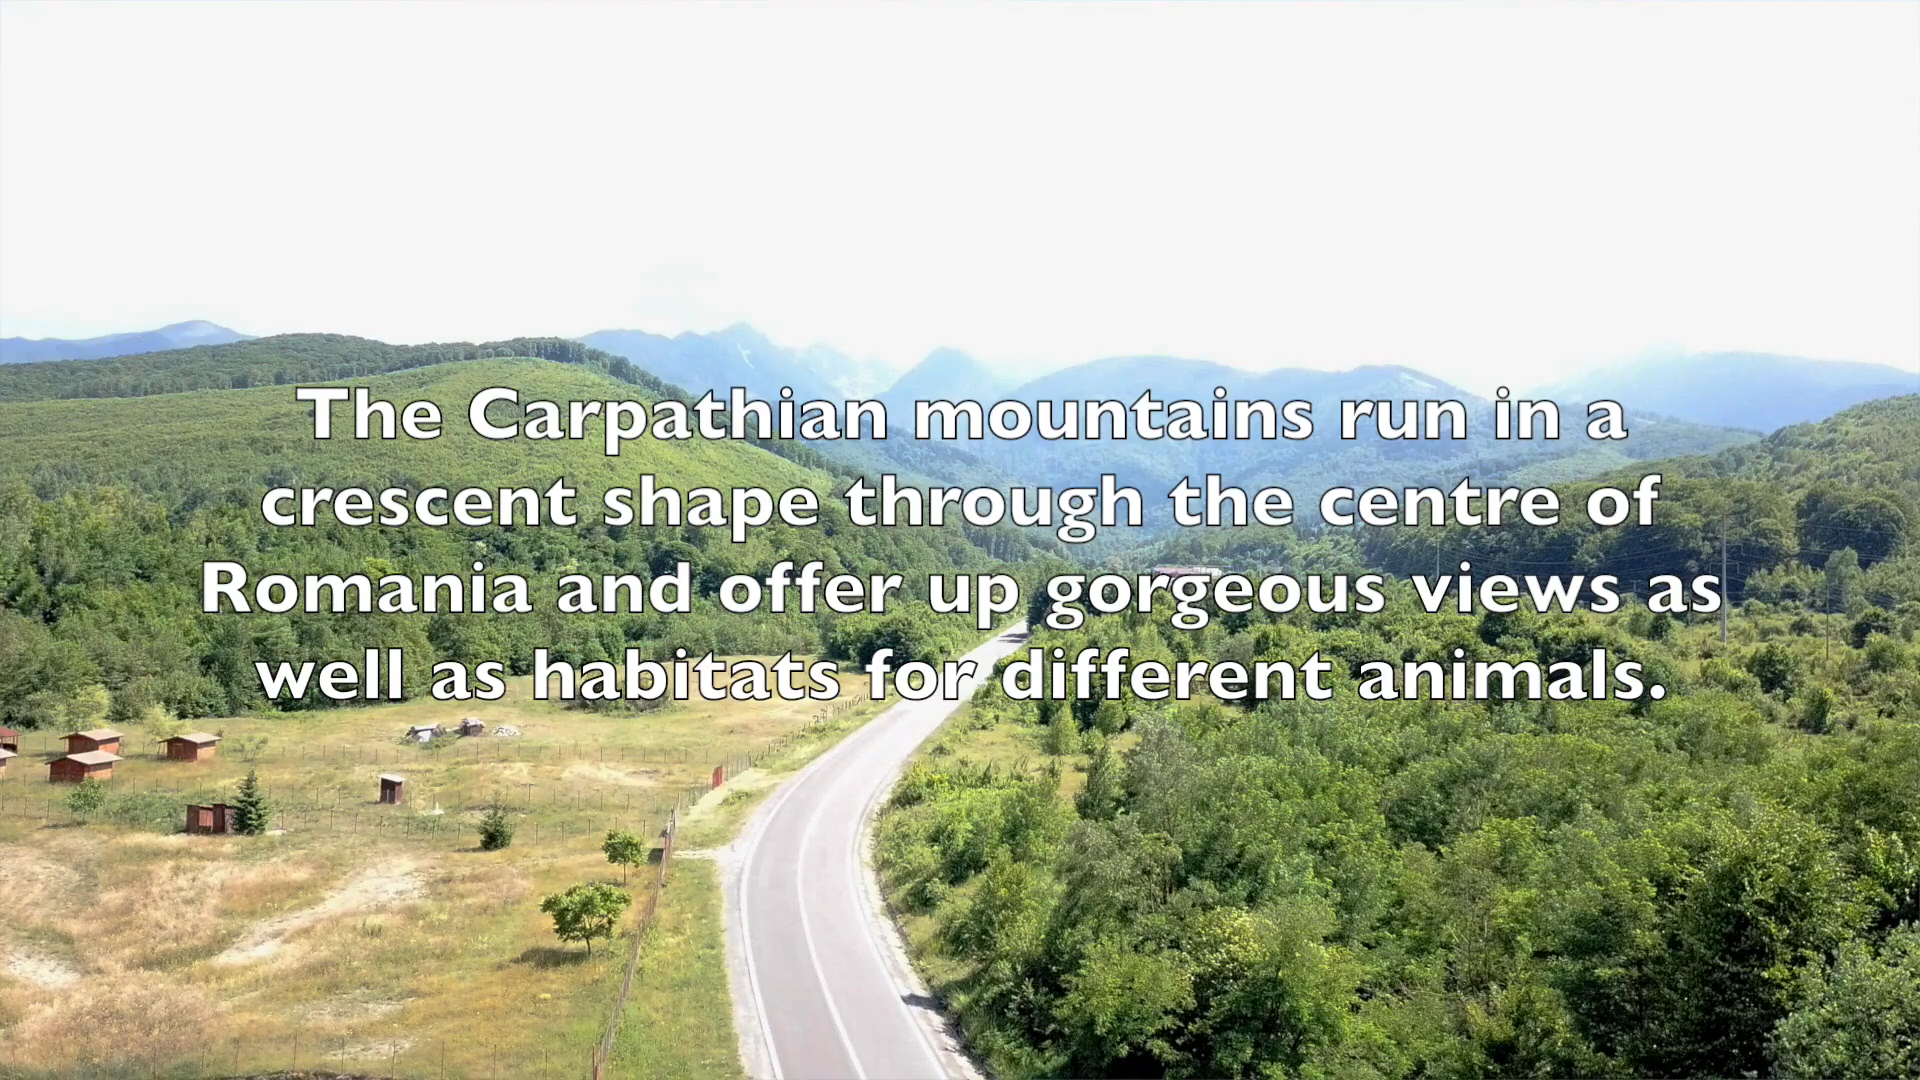 The Carpathian mountains run in a
crescent shape through the centre of
Romania and offer up gorgeous views as
well as habitats for different animals.